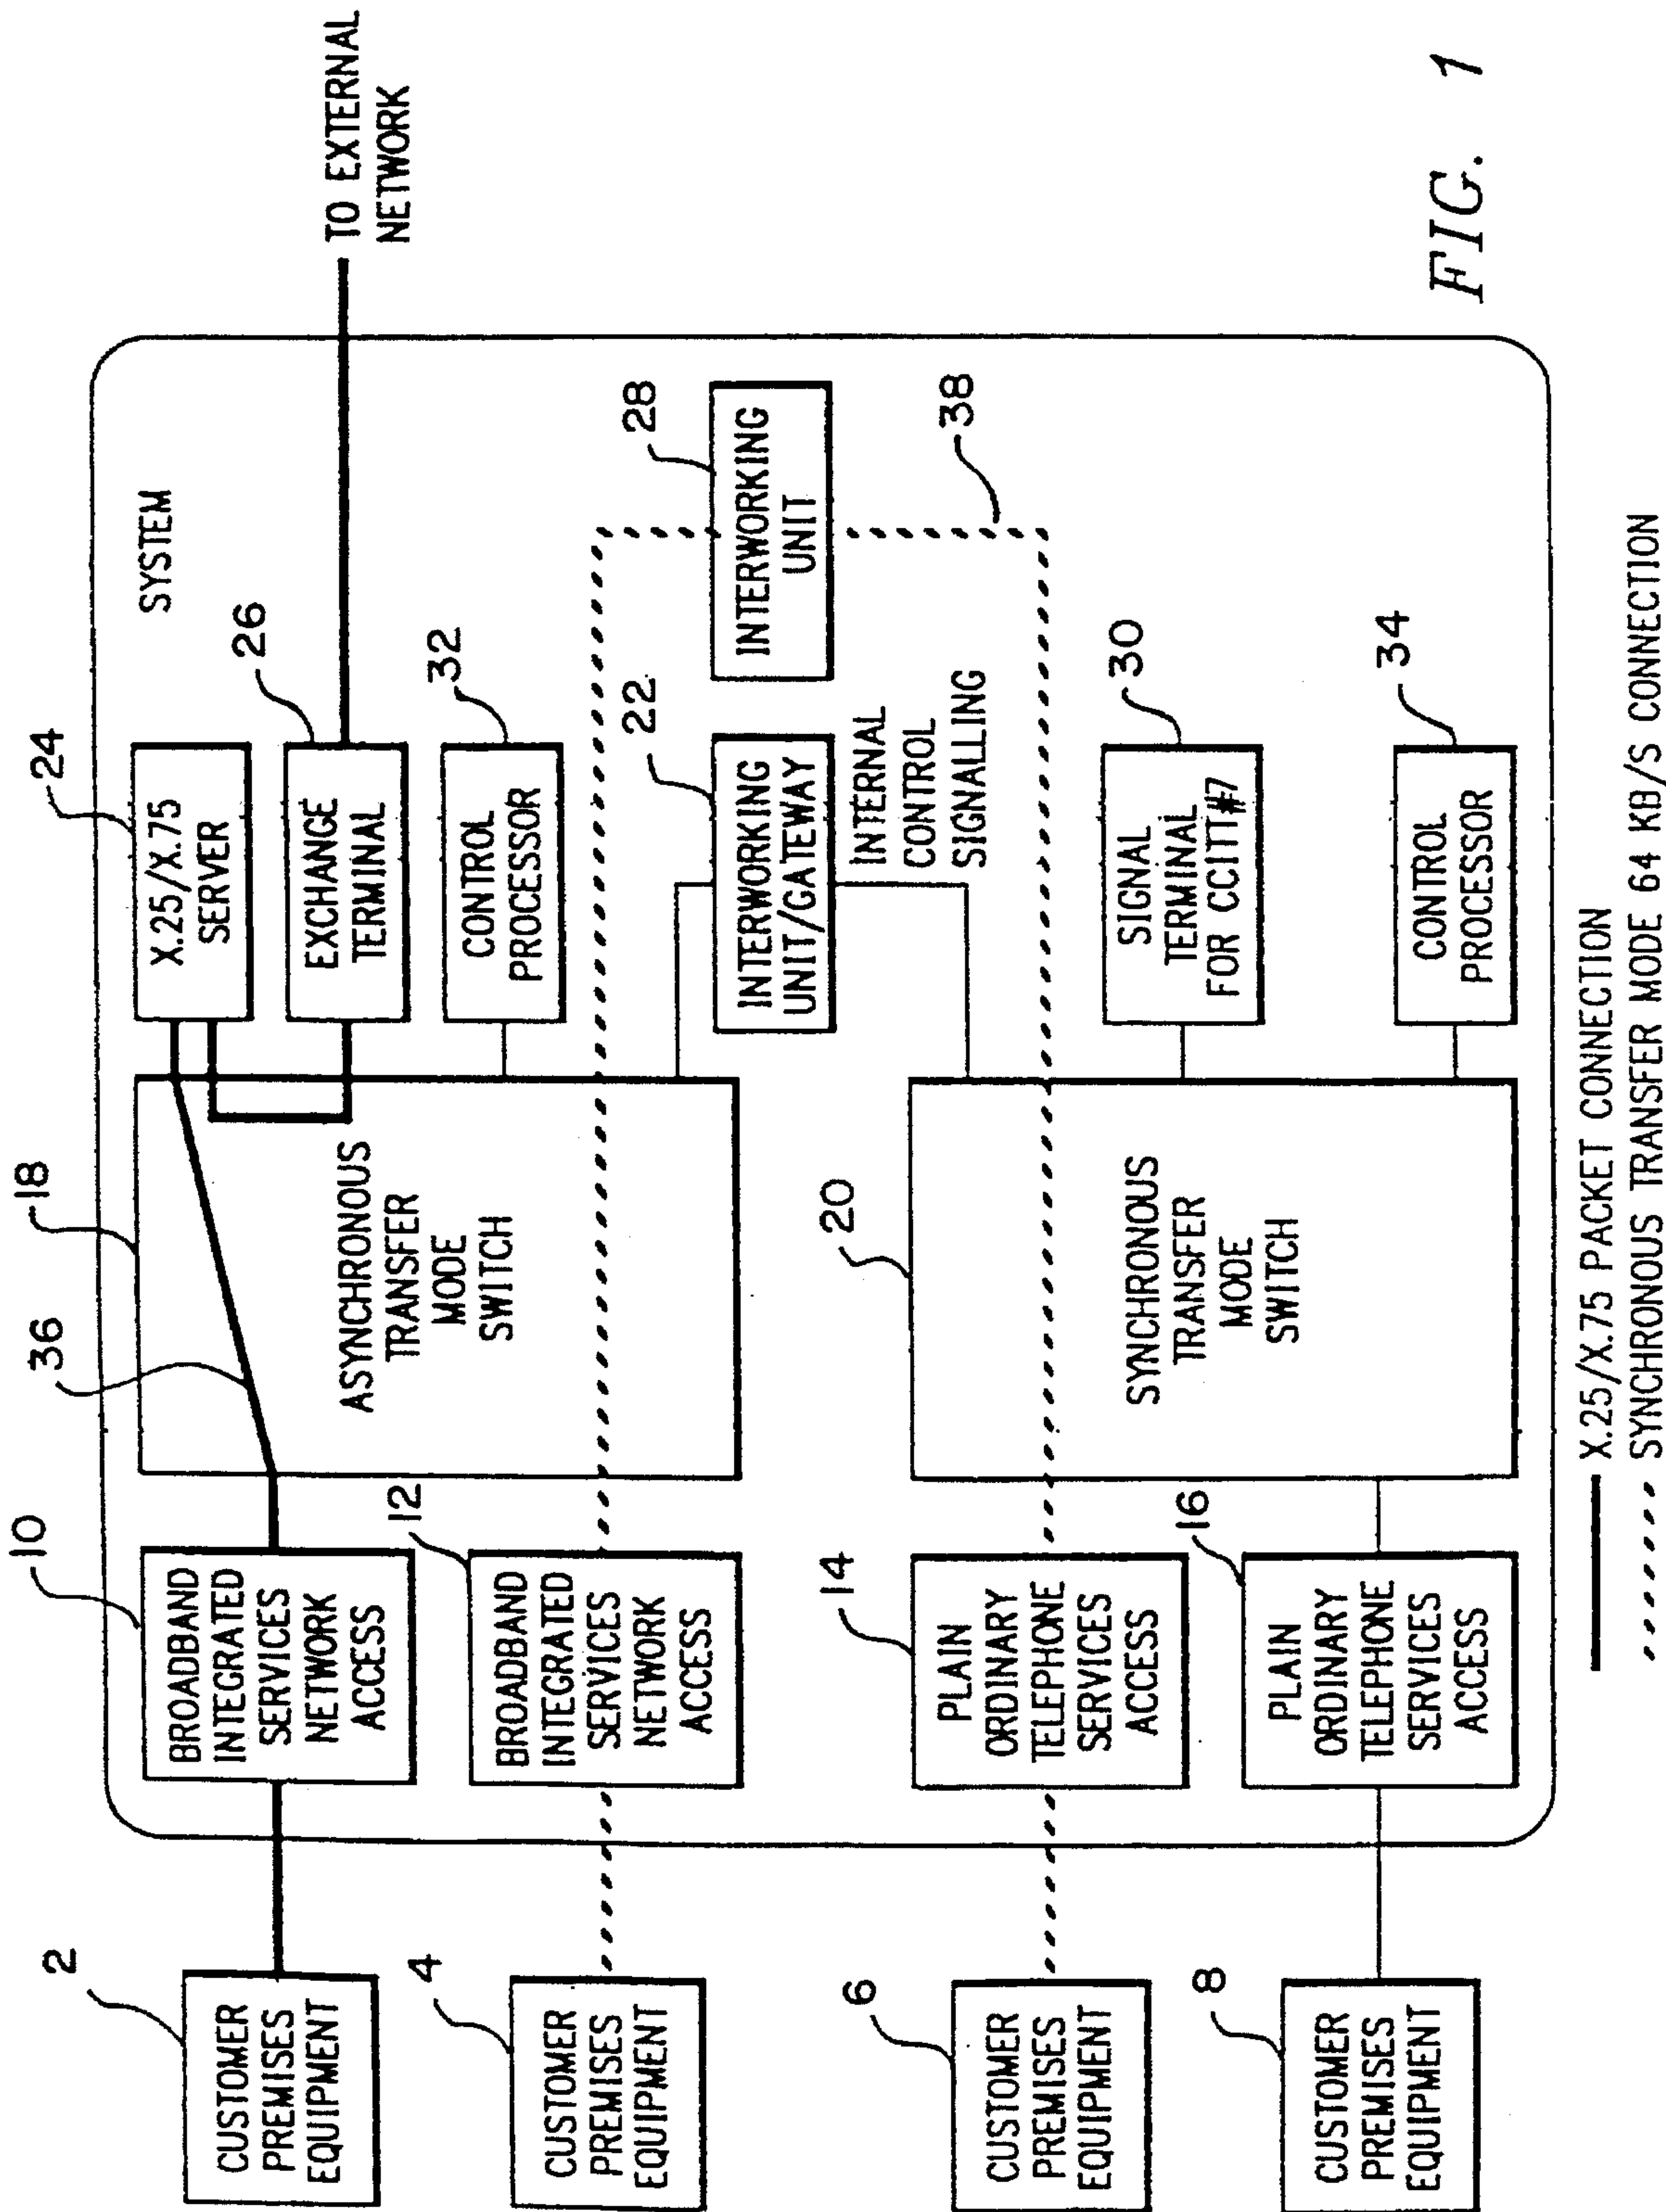 2
CUSTOMER
PREMISES
EQUIPMENT
4
CUSTOMER
PREMISES
EQUIPMENT
6
CUSTOMER
PREMISES
EQUIPMENT
8
CUSTOMER
PREMISES
EQUIPMENT
10
BROADBAND
INTEGRATED
SERVICES
NETWORK
ACCESS
12
BROADBAND
INTEGRATED
SERVICES
NETWORK
ACCESS
14
PLAIN
ORDINARY
TELEPHONE
SERVICES
ACCESS
16
PLAIN
ORDINARY
TELEPHONE
SERVICES
ACCESS
36
18
ASYNCHRONOUS
TRANSFER
MODE
SWITCH
20
SYNCHRONOUS
TRANSFER
MODE
SWITCH
SYSTEM
24
X.25/X.75
SERVER
26
EXCHANGE
TERMINAL
32
CONTROL
PROCESSOR
22
INTERWORKING
UNIT/GATEWAY
INTERNAL
CONTROL
SIGNALLING
28
INTERWORKING
UNIT
38
30
SIGNAL
TERMINAL
FOR CCITT#7
34
CONTROL
PROCESSOR
TO EXTERNAL
NETWORK
X.25/X.75 PACKET CONNECTION
SYNCHRONOUS TRANSFER MODE 64 KB/S CONNECTION
FIG. 1